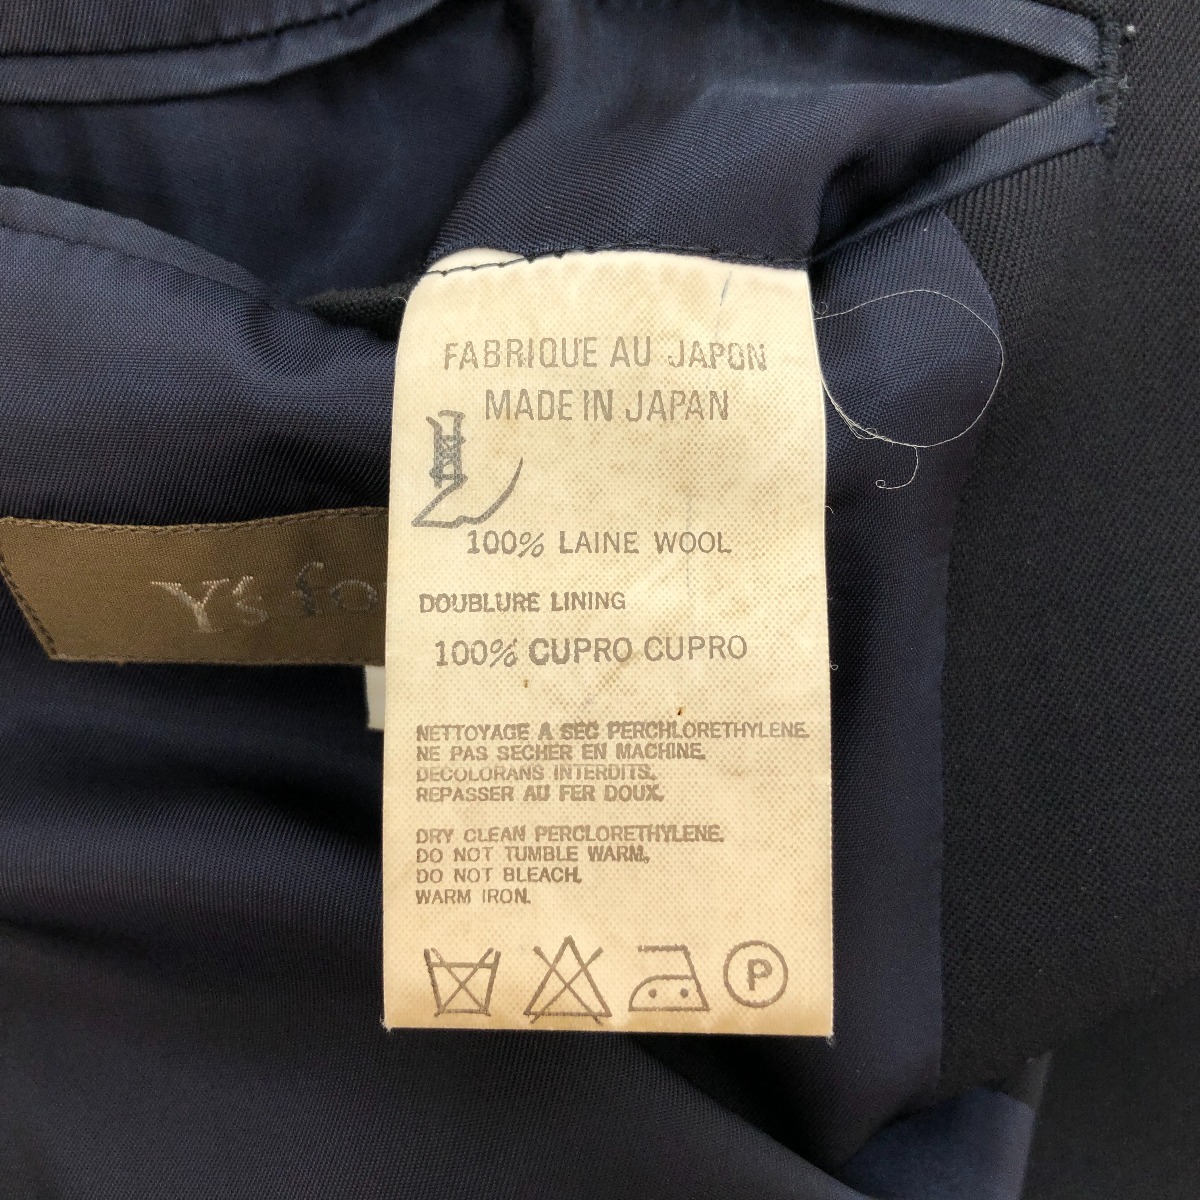 FABRIQUE AU JAPON
MADE IN JAPAN
100% LAINE WOOL
DOUBLURE LINING
100% CUPRO CUPRO
NETTOYAGE A SEC PERCHLORETHYLENE.
NE PAS SECHER EN MACHINE.
DECOLORANS INTERDITS.
REPASSER AU FER DOUX.
DRY CLEAN PERCLORETHYLENE.
DO NOT TUMBLE WARM.
DO NOT BLEACH.
WARM IRON.
P
Y's fo